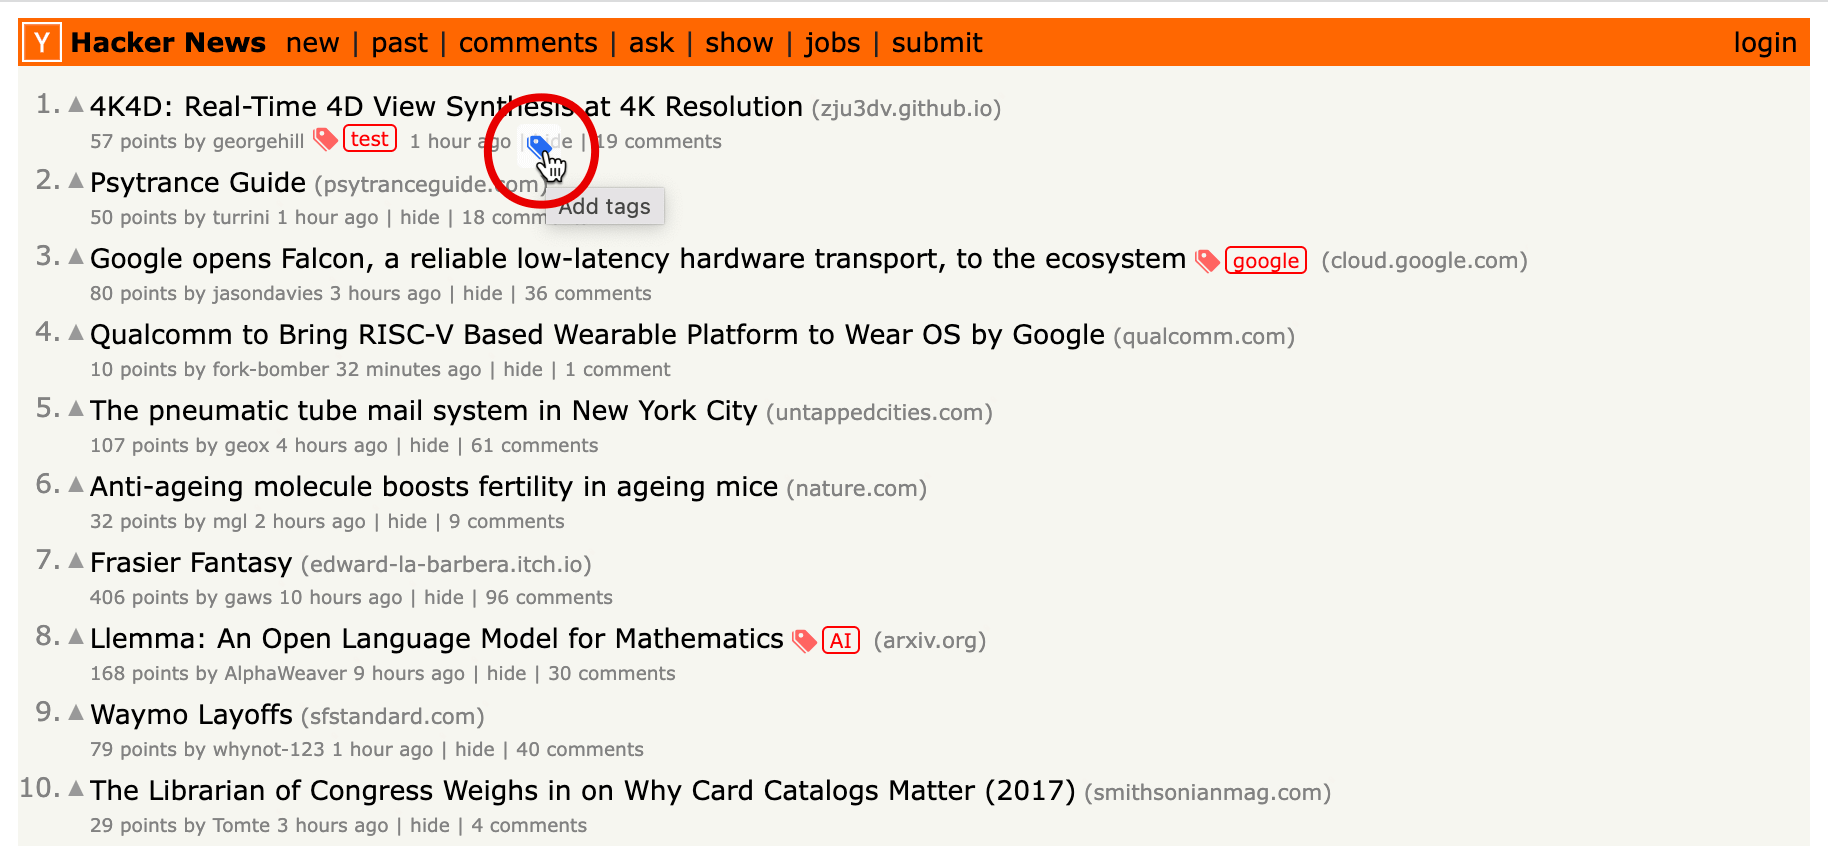 Y Hacker News new | past | comments | ask | show | jobs | submit login
1. 4K4D: Real-Time 4D View Synthesis at 4K Resolution (zju3dv.github.io)
57 points by georgehill test 1 hour ago | hide | 19 comments
2. Psytrance Guide (psytranceguide.com)
50 points by turrini 1 hour ago | hide | 18
Add tags
3. Google opens Falcon, a reliable low-latency hardware transport, to the ecosystem google (cloud.google.com)
80 points by jasondavies 3 hours ago | hide | 36 comments
4. Qualcomm to Bring RISC-V Based Wearable Platform to Wear OS by Google (qualcomm.com)
10 points by fork-bomber 32 minutes ago | hide | 1 comment
5. The pneumatic tube mail system in New York City (untappedcities.com)
107 points by geox 4 hours ago | hide | 61 comments
6. Anti-ageing molecule boosts fertility in ageing mice (nature.com)
32 points by mgl 2 hours ago | hide | 9 comments
7. Frasier Fantasy (edward-la-barbera.itch.io)
406 points by gaws 10 hours ago | hide | 96 comments
8. Llemma: An Open Language Model for Mathematics AI (arxiv.org)
168 points by AlphaWeaver 9 hours ago | hide | 30 comments
9. Waymo Layoffs (sfstandard.com)
79 points by whynot-123 1 hour ago | hide | 40 comments
10. The Librarian of Congress Weighs in on Why Card Catalogs Matter (2017) (smithsonianmag.com)
29 points by Tomte 3 hours ago | hide | 4 comments